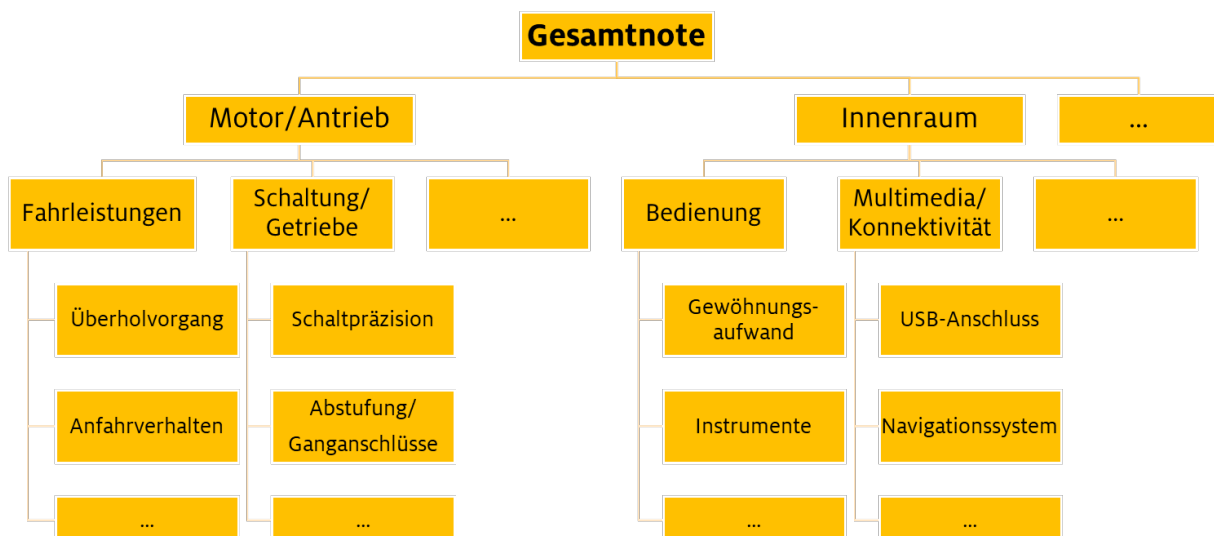 Gesamtnote
Motor/Antrieb
Innenraum
...
Fahrleistungen
Schaltung/
Getriebe
...
Bedienung
Multimedia/
Konnektivität
...
Überholvorgang
Schaltpräzision
Gewöhnungs-
aufwand
USB-Anschluss
Anfahrverhalten
Abstufung/
Ganganschlüsse
Instrumente
Navigationssystem
...
...
...
...